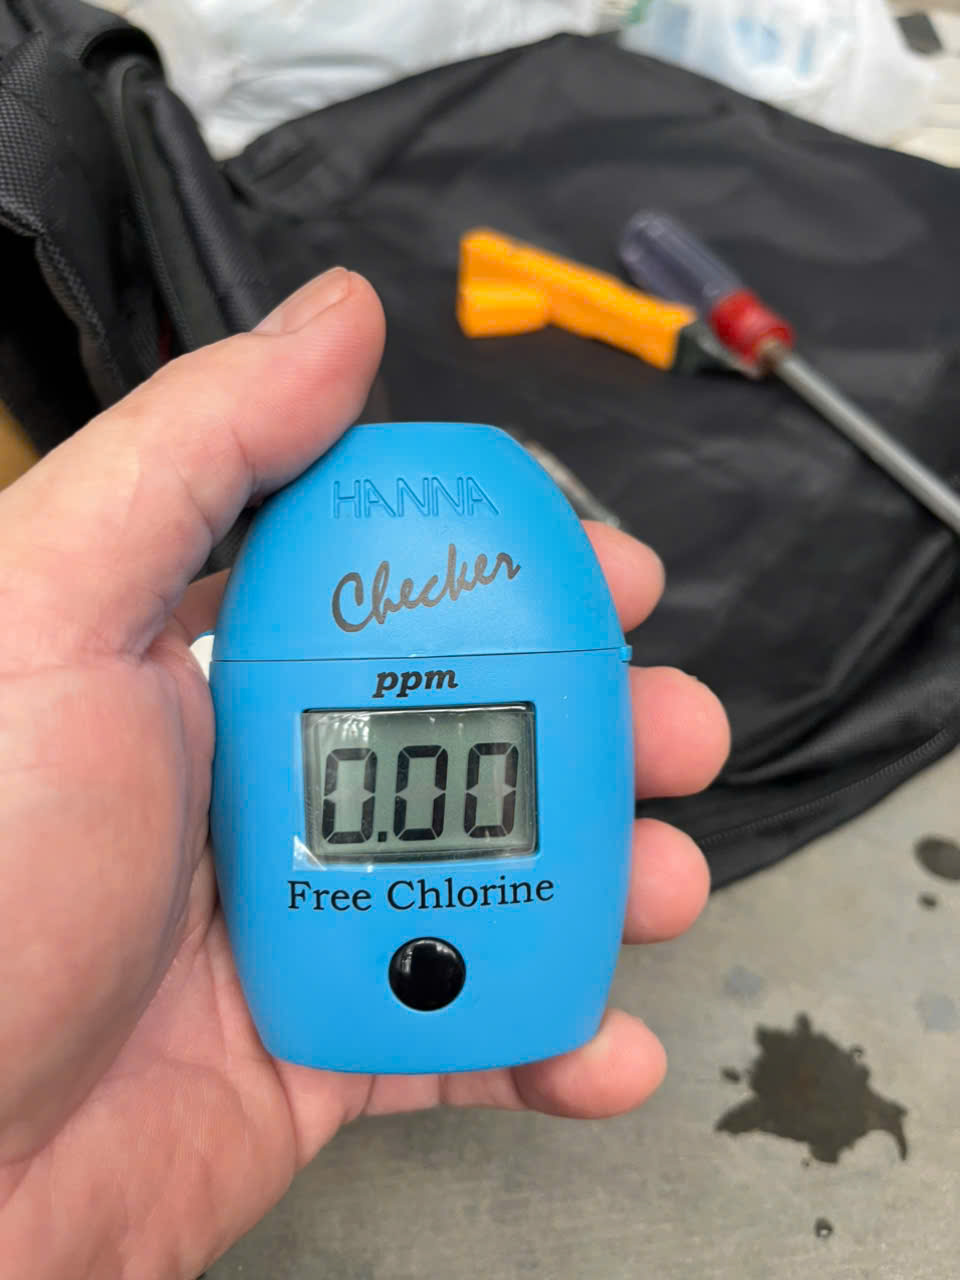 HANNA
Checker
ppm
0.00
Free Chlorine